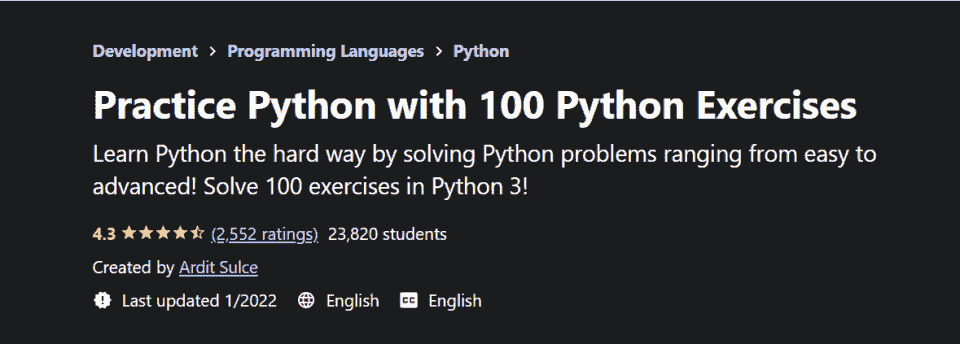 Development > Programming Languages > Python
Practice Python with 100 Python Exercises
Learn Python the hard way by solving Python problems ranging from easy to
advanced! Solve 100 exercises in Python 3!
4.3 (2,552 ratings) 23,820 students
Created by Ardit Sulce
Last updated 1/2022 English CC English